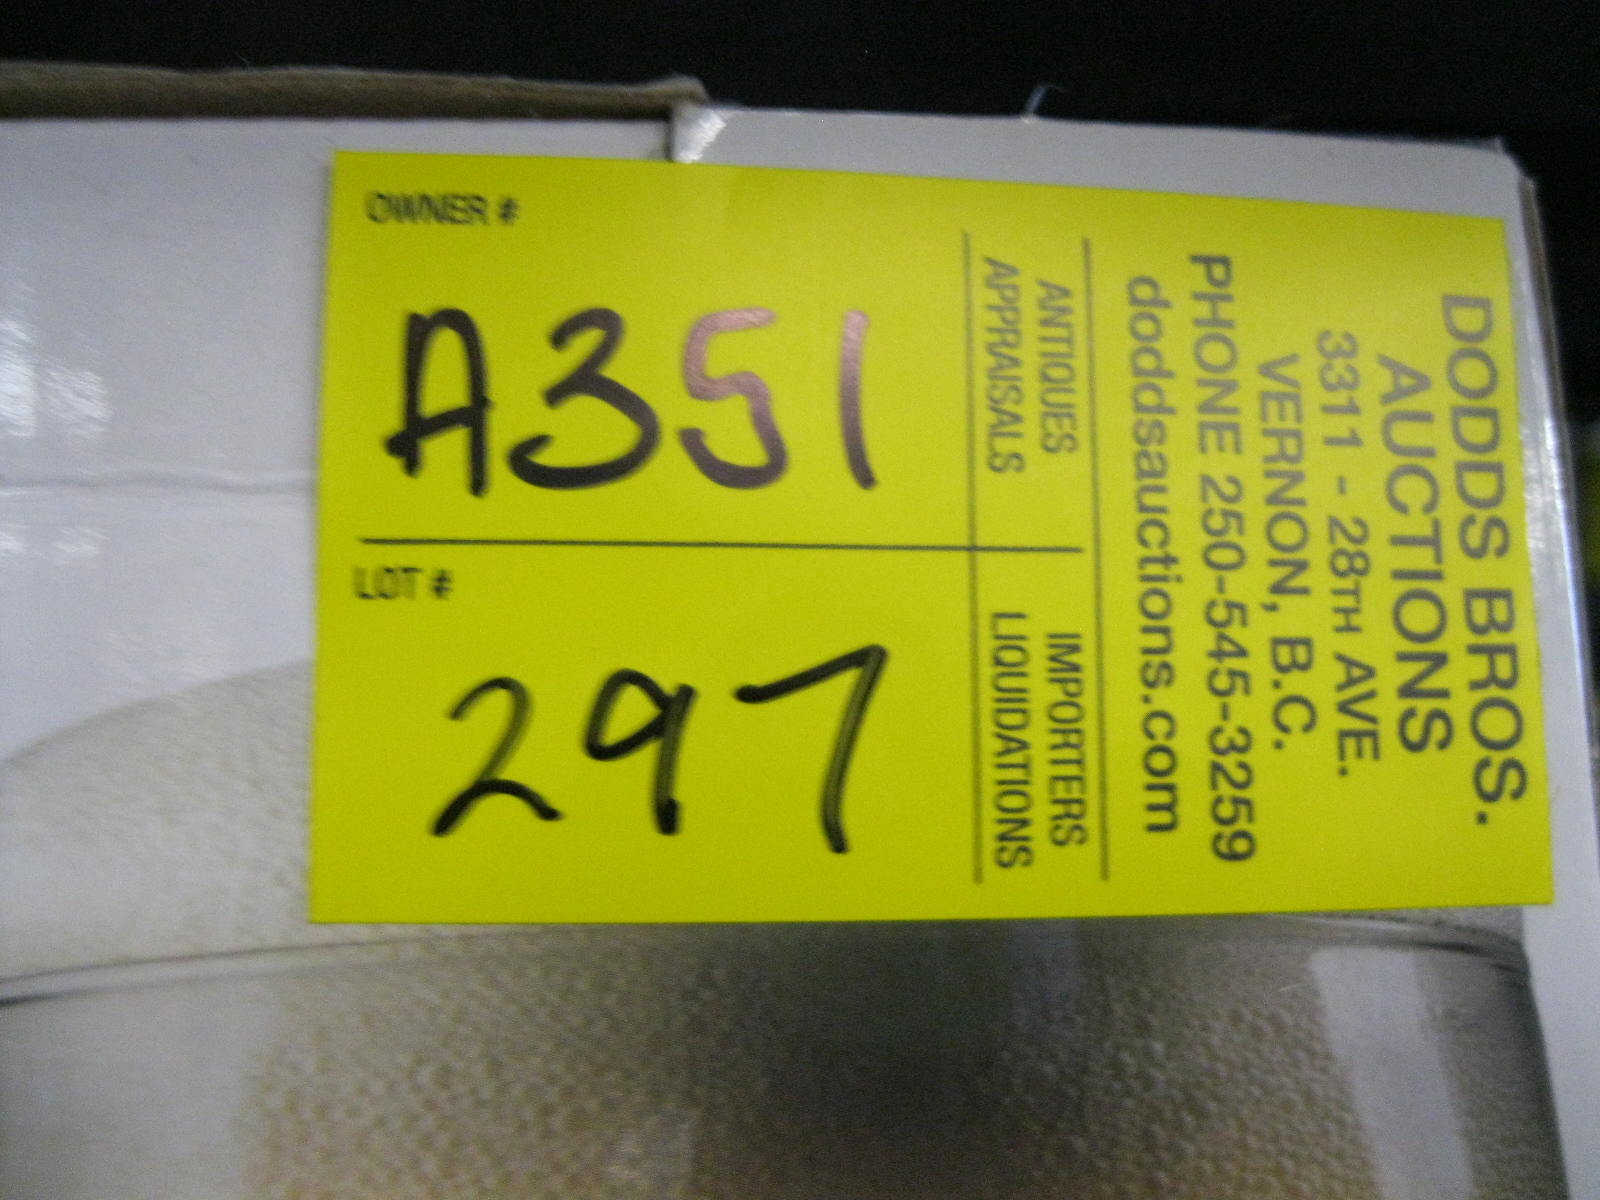 OWNER #
A351
LOT #
297
ANTIQUES
APPRAISALS
IMPORTERS
LIQUIDATIONS
DODDS BROS.
AUCTIONS
3311 - 28TH AVE.
VERNON, B.C.
PHONE 250-545-3259
doddsauctions.com